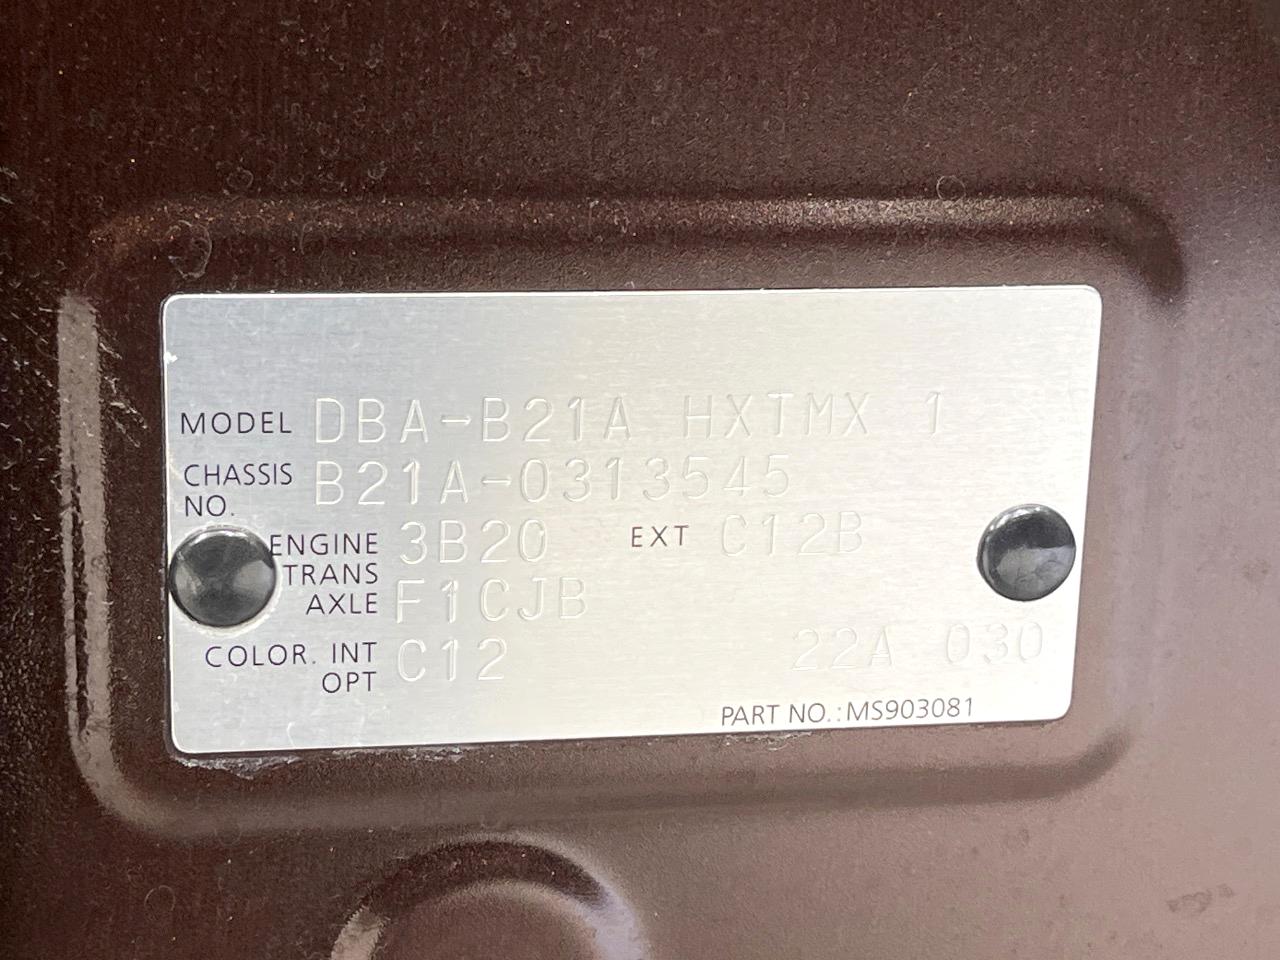 MODEL DBA-B21A HXTMX 1
CHASSIS NO. B21A-0313545
ENGINE 3B20 EXT C12B
TRANS AXLE F1CJB
COLOR. INT OPT C12 22A 030
PART NO.: MS903081